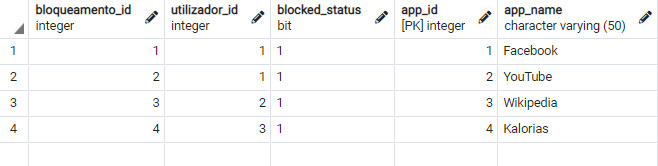 bloqueamento_id utilizador_id blocked_status app_id app_name
integer integer bit [PK] integer character varying (50)
1 1 1 1 1 Facebook
2 2 1 1 2 YouTube
3 3 2 1 3 Wikipedia
4 4 3 1 4 Kalorias